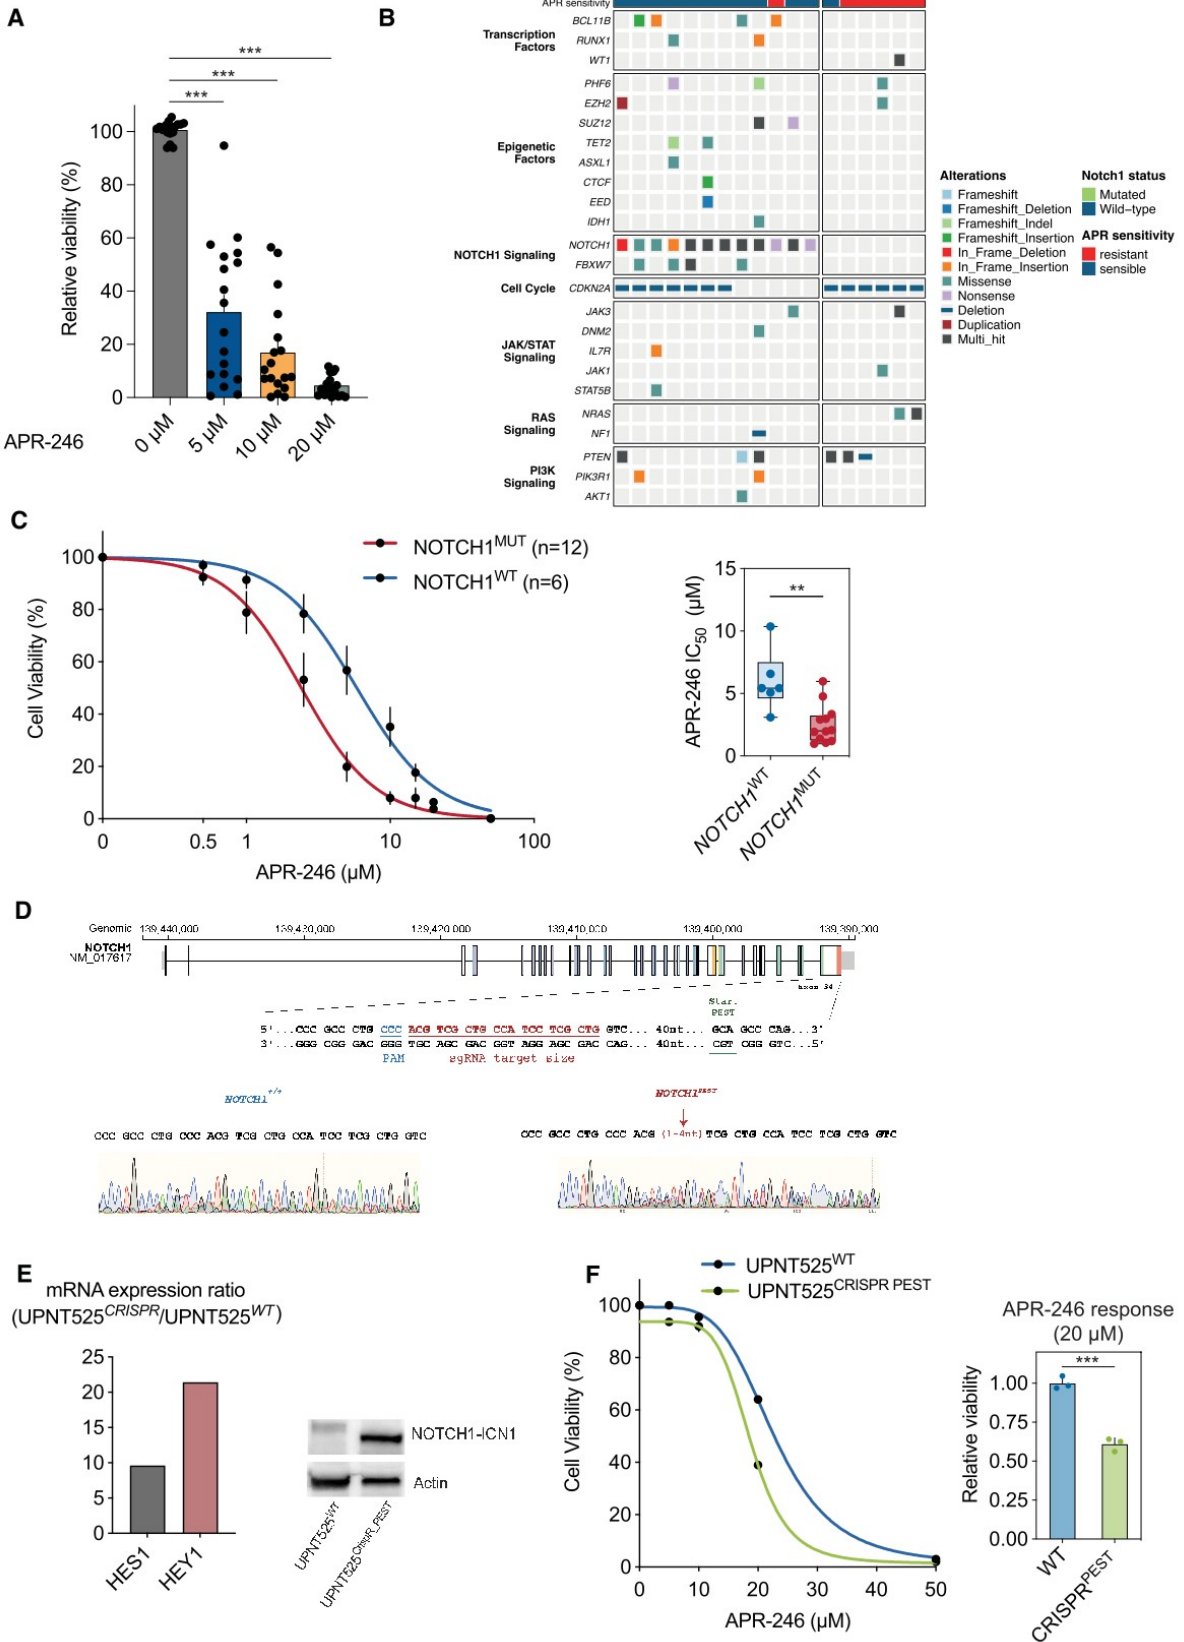 A
***
***
***
Relative viability (%)
100
80
60
40
20
0
APR-246
0 µM
5 µM
10 µM
20 µM
B
APR sensitivity
Transcription Factors
BCL11B
RUNX1
WT1
Epigenetic Factors
PHF6
EZH2
SUZ12
TET2
ASXL1
CTCF
EED
IDH1
NOTCH1 Signaling
NOTCH1
FBXW7
Cell Cycle
CDKN2A
JAK/STAT Signaling
JAK3
DNM2
IL7R
JAK1
STAT5B
RAS Signaling
NRAS
NF1
PI3K Signaling
PTEN
PIK3R1
AKT1
Alterations
Frameshift
Frameshift_Deletion
Frameshift_Indel
Frameshift_Insertion
In_Frame_Deletion
In_Frame_Insertion
Missense
Nonsense
Deletion
Duplication
Multi_hit
Notch1 status
Mutated
Wild-type
APR sensitivity
resistant
sensible
C
Cell Viability (%)
100
80
60
40
20
0
0
0.5
1
10
100
APR-246 (µM)
NOTCH1MUT (n=12)
NOTCH1WT (n=6)
APR-246 IC50 (µM)
15
10
5
0
**
NOTCH1WT
NOTCH1MUT
D
Genomic
139,440,000
139,420,000
139,410,000
139,400,000
139,390,000
NOTCH1
NM_017617
PEST
5'...CCC GCC CTG CCC ACG TCG CTG CCA TCC TCG CTG GTC... 40nt... GCA GCC CAG...3'
3'...GGG CGG GAC GGG TGC AGC GAC GGT AGG AGC GAC CAG... 40nt... CGT CGG GTC...5'
PAM
sgRNA target size
NOTCH1+/+
NOTCH1PEST
CCC GCC CTG CCC ACG TCG CTG CCA TCC TCG CTG GTC
CCC GCC CTG CCC ACG (1-4nt) TCG CTG CCA TCC TCG CTG GTC
E
mRNA expression ratio
(UPNT525CRISPR/UPNT525WT)
25
20
15
10
5
0
HES1
HEY1
NOTCH1-ICN1
Actin
UPNT525WT
UPNT525CrispR_PEST
F
UPNT525WT
UPNT525CRISPR PEST
Cell Viability (%)
100
80
60
40
20
0
0
10
20
30
40
50
APR-246 (µM)
APR-246 response
(20 µM)
***
Relative viability
1.00
0.75
0.50
0.25
0.00
WT
CRISPRPEST